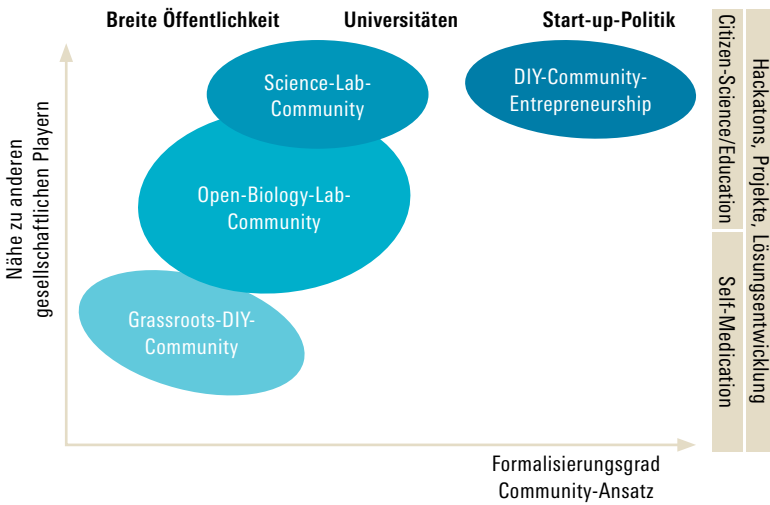 Breite Öffentlichkeit
Universitäten
Start-up-Politik
Nähe zu anderen
gesellschaftlichen Playern
Science-Lab-
Community
DIY-Community-
Entrepreneurship
Open-Biology-Lab-
Community
Grassroots-DIY-
Community
Formalisierungsgrad
Community-Ansatz
Citizen-Science/Education
Self-Medication
Hackatons, Projekte, Lösungsentwicklung